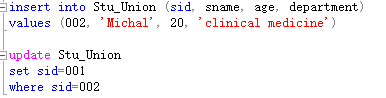 insert into Stu_Union (sid, sname, age, department)
values (002, 'Michal', 20, 'clinical medicine')
update Stu_Union
set sid=001
where sid=002